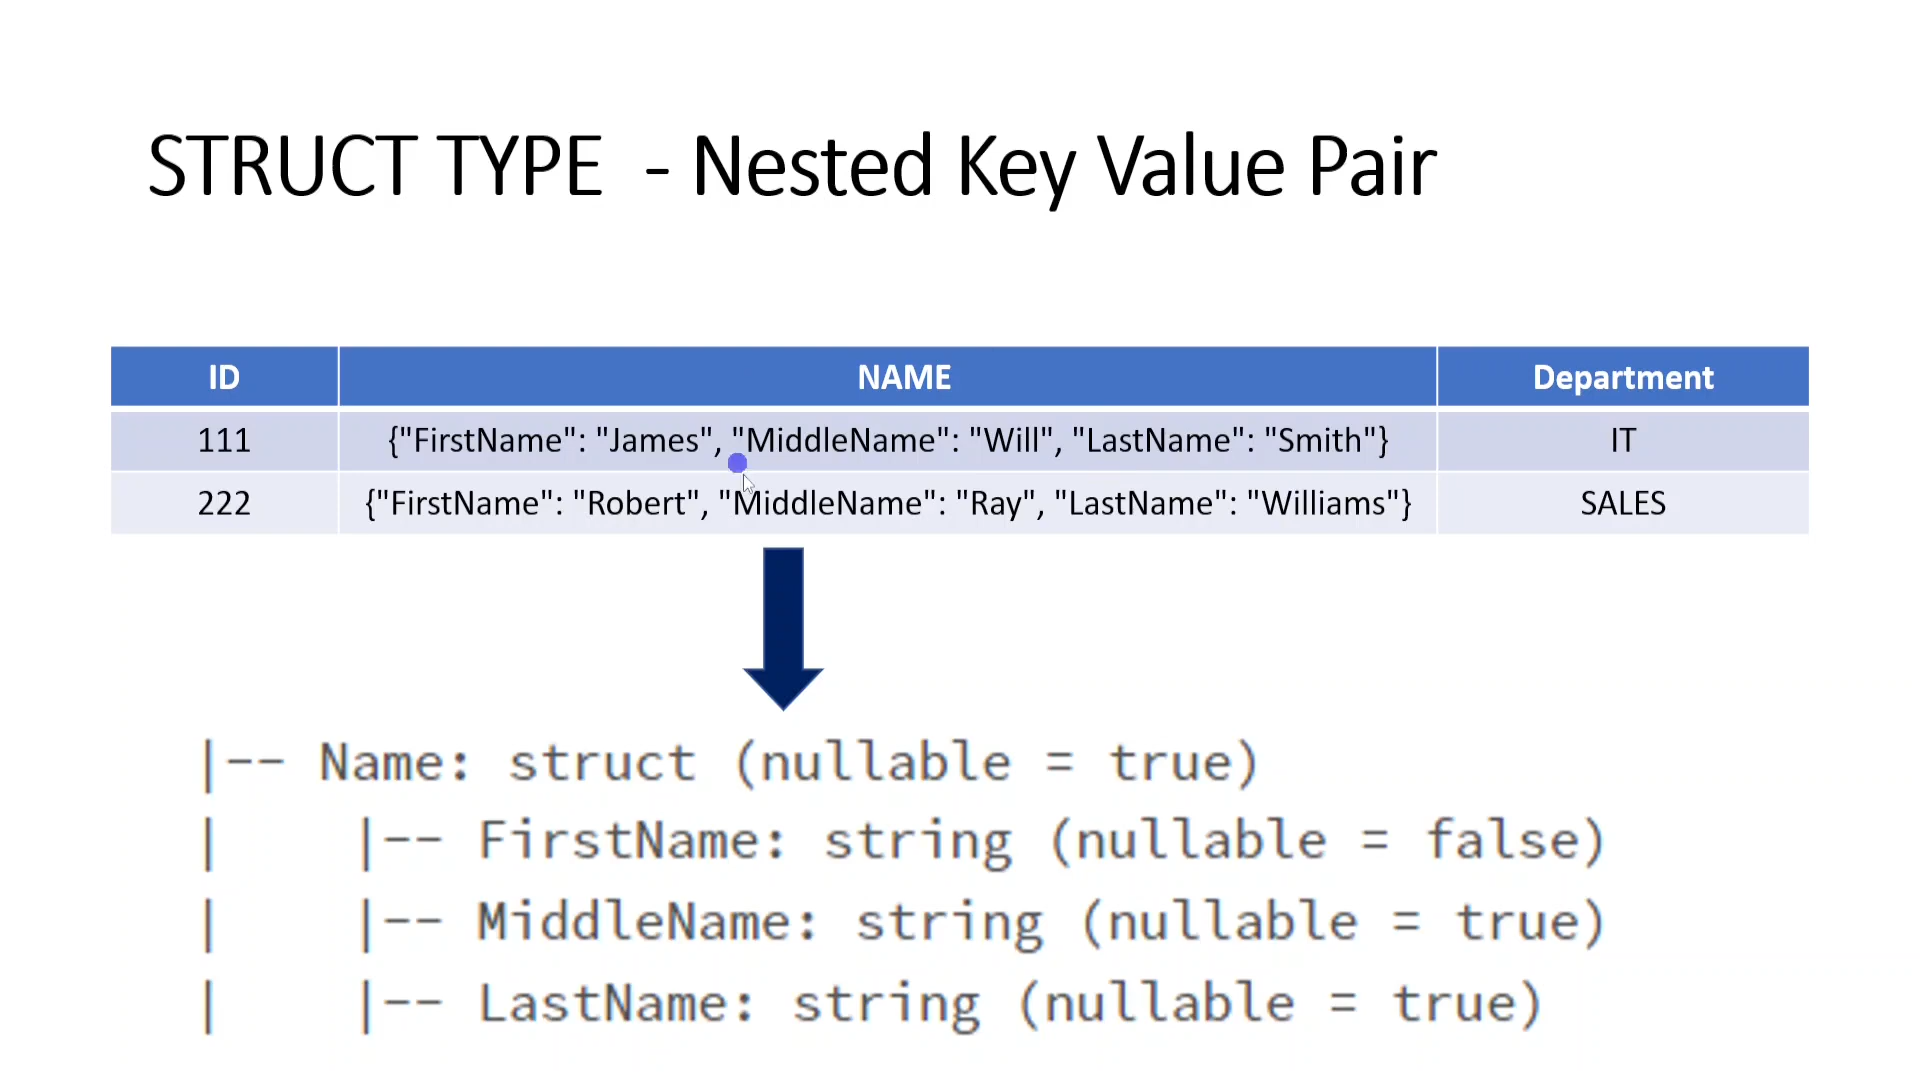 STRUCT TYPE - Nested Key Value Pair
ID NAME Department
111 {"FirstName": "James", "MiddleName": "Will", "LastName": "Smith"} IT
222 {"FirstName": "Robert", "MiddleName": "Ray", "LastName": "Williams"} SALES
|-- Name: struct (nullable = true)
|    |-- FirstName: string (nullable = false)
|    |-- MiddleName: string (nullable = true)
|    |-- LastName: string (nullable = true)